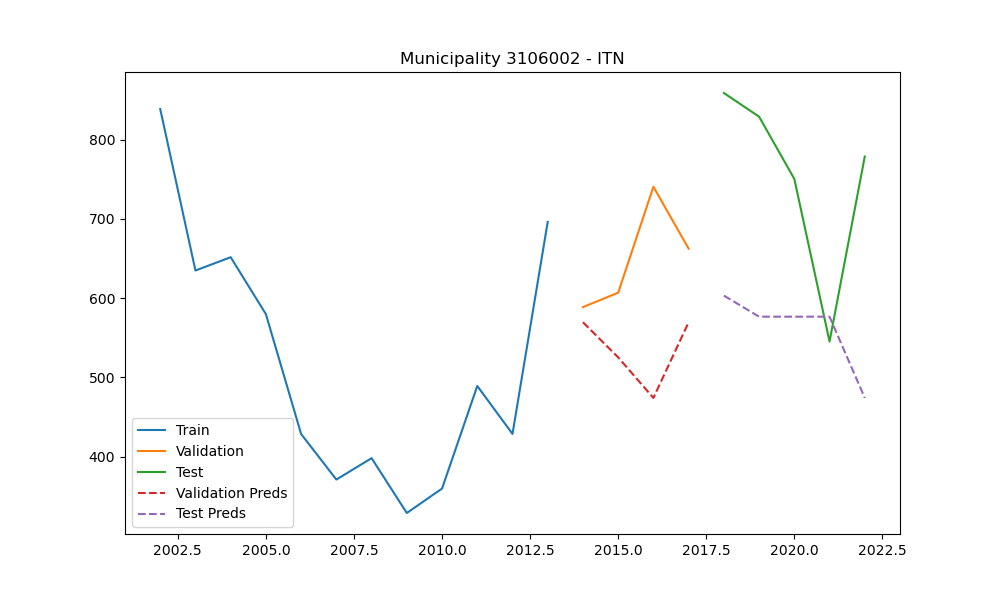 Municipality 3106002 - ITN
800
700
600
500
400
Train
Validation
Test
Validation Preds
Test Preds
2002.5 2005.0 2007.5 2010.0 2012.5 2015.0 2017.5 2020.0 2022.5